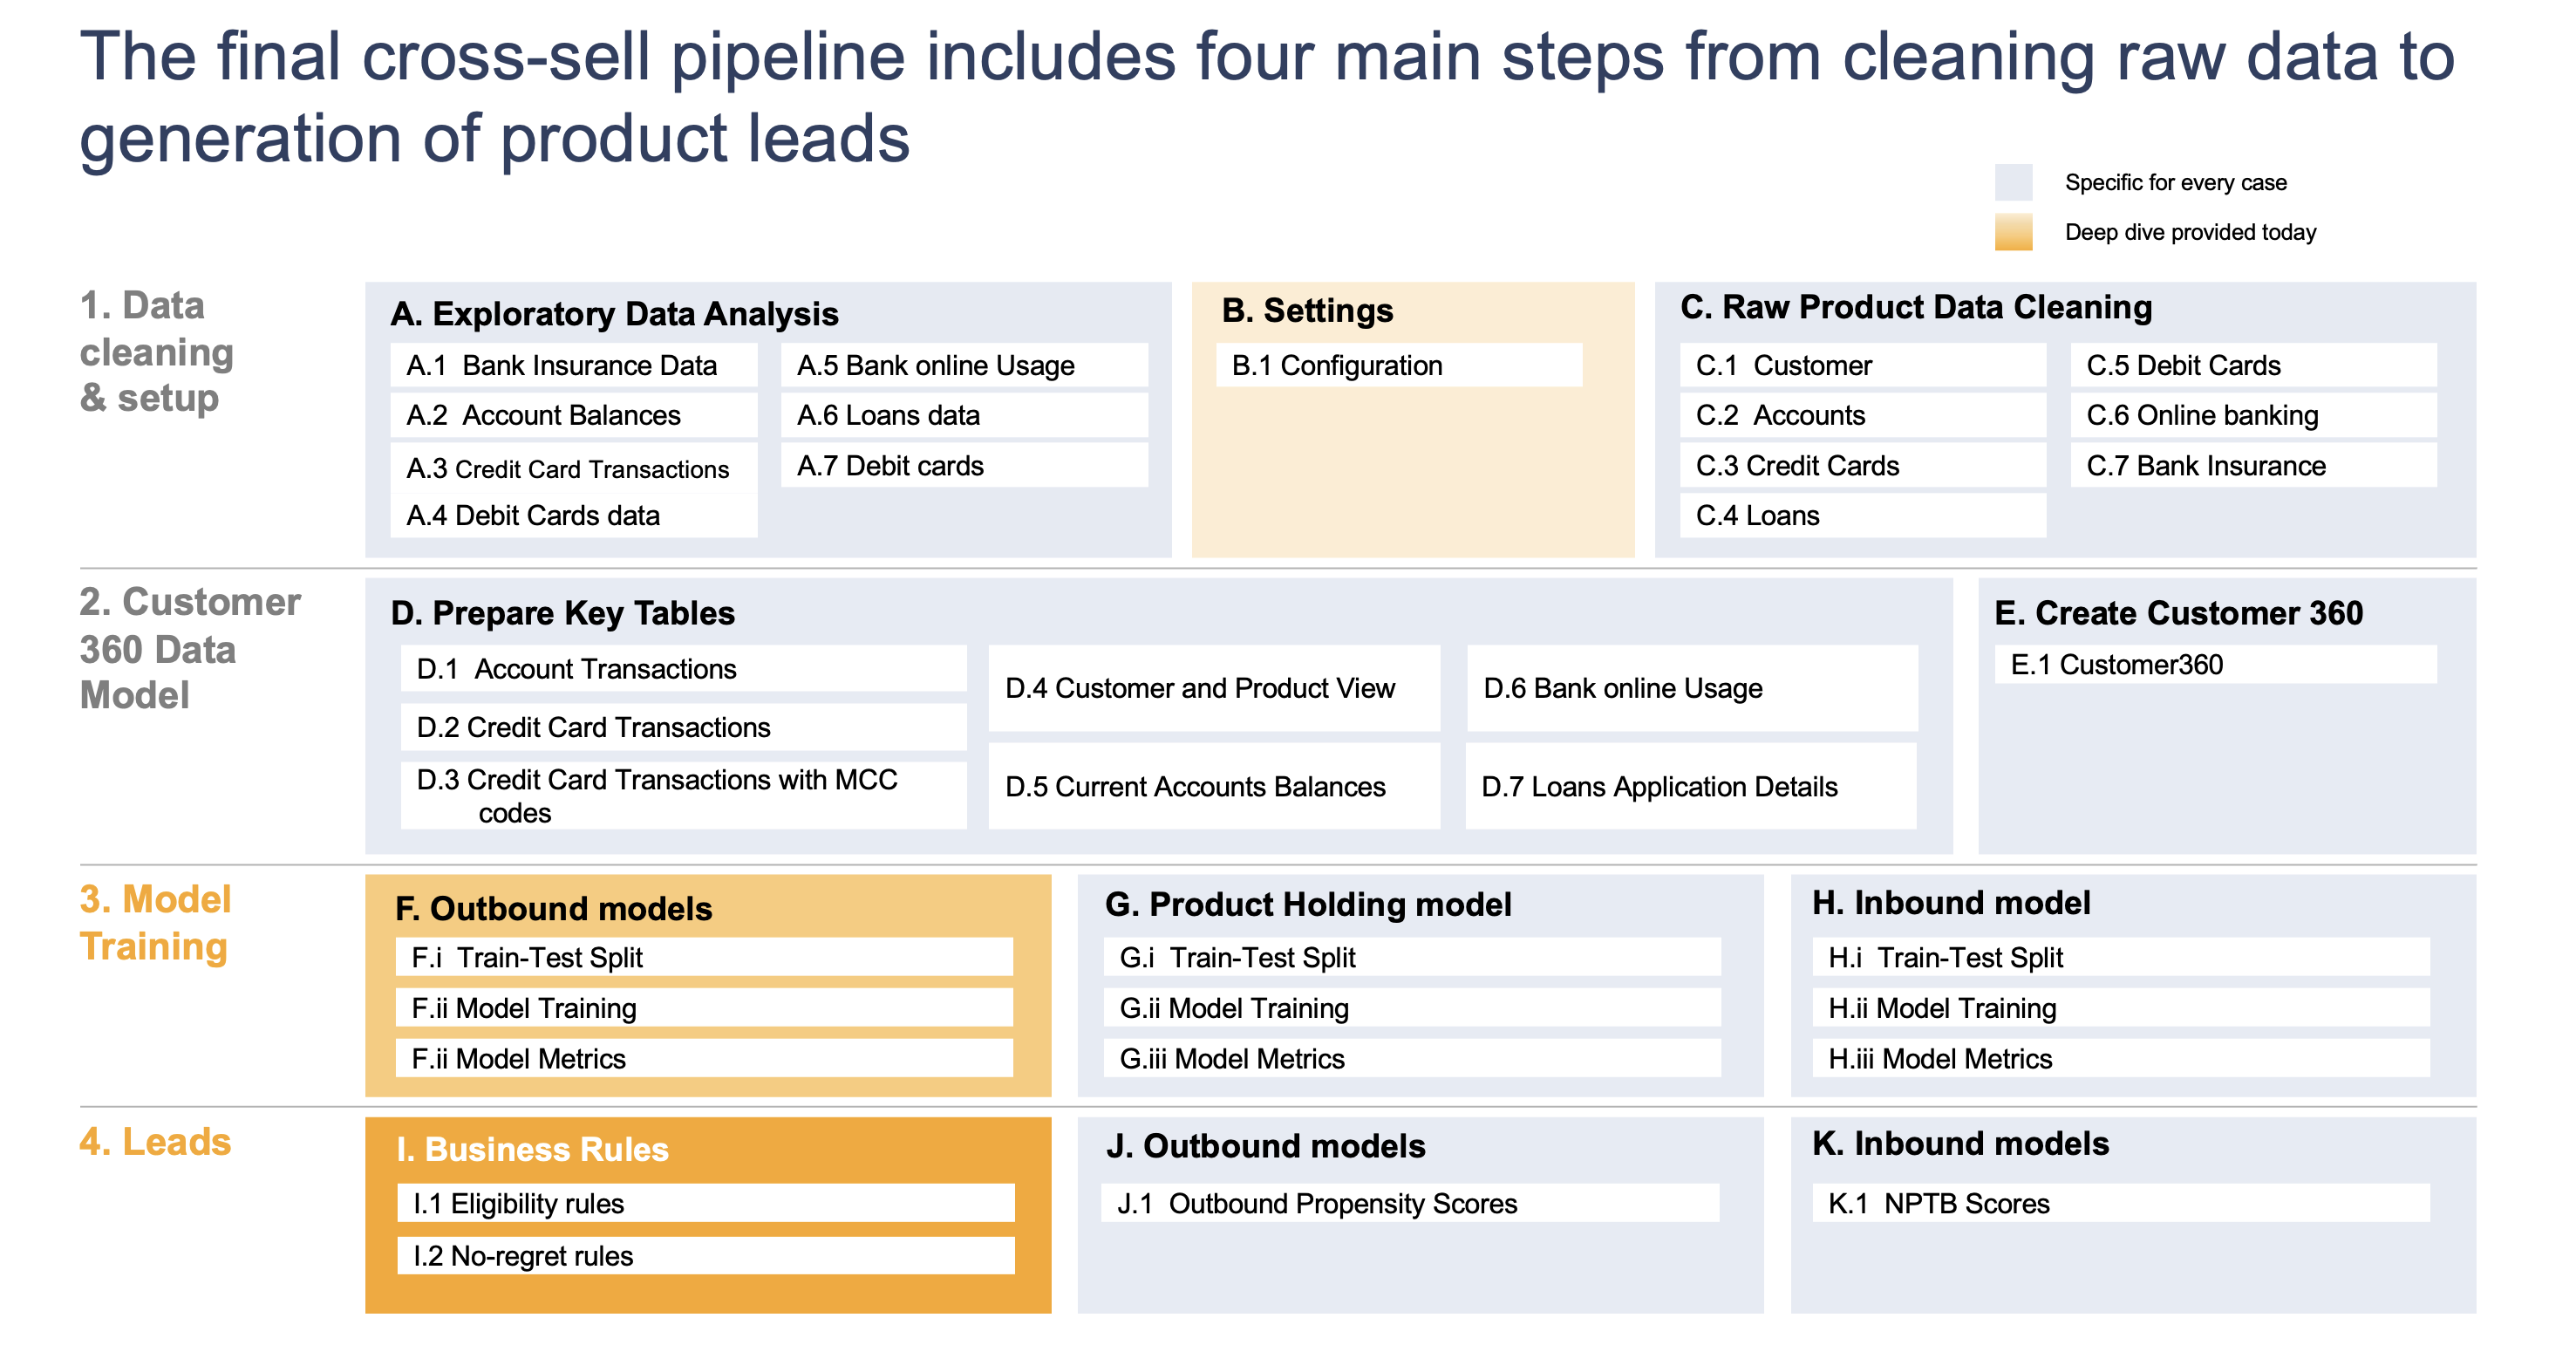 The final cross-sell pipeline includes four main steps from cleaning raw data to
generation of product leads
Specific for every case
Deep dive provided today
1. Data
cleaning
& setup
A. Exploratory Data Analysis
A.1 Bank Insurance Data
A.2 Account Balances
A.3 Credit Card Transactions
A.4 Debit Cards data
A.5 Bank online Usage
A.6 Loans data
A.7 Debit cards
B. Settings
B.1 Configuration
C. Raw Product Data Cleaning
C.1 Customer
C.2 Accounts
C.3 Credit Cards
C.4 Loans
C.5 Debit Cards
C.6 Online banking
C.7 Bank Insurance
2. Customer
360 Data
Model
D. Prepare Key Tables
D.1 Account Transactions
D.2 Credit Card Transactions
D.3 Credit Card Transactions with MCC
codes
D.4 Customer and Product View
D.5 Current Accounts Balances
D.6 Bank online Usage
D.7 Loans Application Details
E. Create Customer 360
E.1 Customer360
3. Model
Training
F. Outbound models
F.i Train-Test Split
F.ii Model Training
F.ii Model Metrics
G. Product Holding model
G.i Train-Test Split
G.ii Model Training
G.iii Model Metrics
H. Inbound model
H.i Train-Test Split
H.ii Model Training
H.iii Model Metrics
4. Leads
I. Business Rules
I.1 Eligibility rules
I.2 No-regret rules
J. Outbound models
J.1 Outbound Propensity Scores
K. Inbound models
K.1 NPTB Scores